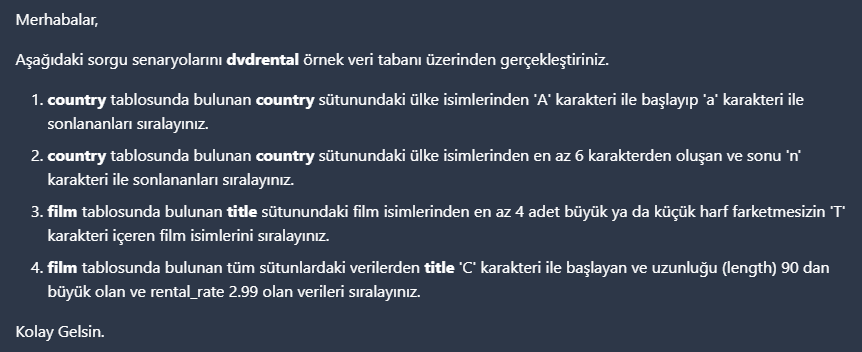 Merhabalar,
Aşağıdaki sorgu senaryolarını dvdrental örnek veri tabanı üzerinden gerçekleştiriniz.
1. country tablosunda bulunan country sütunundaki ülke isimlerinden 'A' karakteri ile başlayıp 'a' karakteri ile
sonlananları sıralayınız.
2. country tablosunda bulunan country sütunundaki ülke isimlerinden en az 6 karakterden oluşan ve sonu 'n'
karakteri ile sonlananları sıralayınız.
3. film tablosunda bulunan title sütunundaki film isimlerinden en az 4 adet büyük ya da küçük harf farketmesizin 'T'
karakteri içeren film isimlerini sıralayınız.
4. film tablosunda bulunan tüm sütunlardaki verilerden title 'C' karakteri ile başlayan ve uzunluğu (length) 90 dan
büyük olan ve rental_rate 2.99 olan verileri sıralayınız.
Kolay Gelsin.